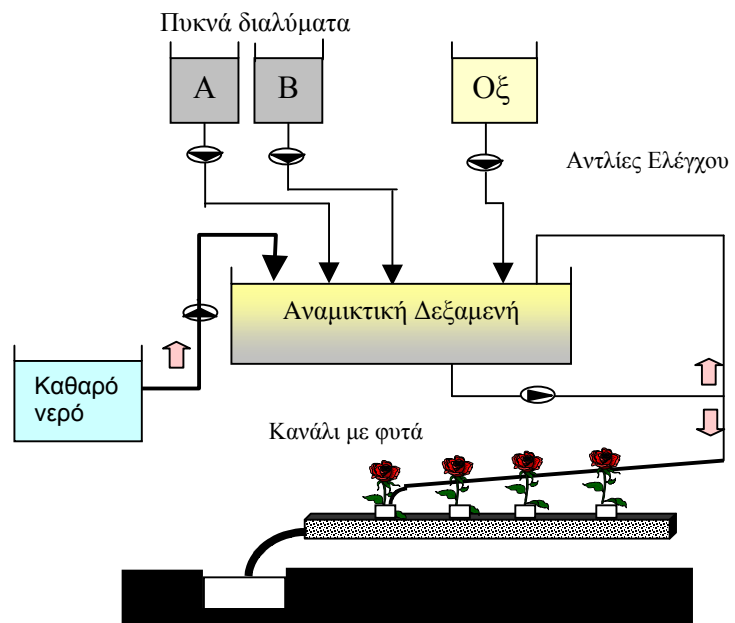 Πυκνά διαλύματα
Α
Β
Οξ
Αντλίες Ελέγχου
Αναμικτική Δεξαμενή
Καθαρό
νερό
Κανάλι με φυτά